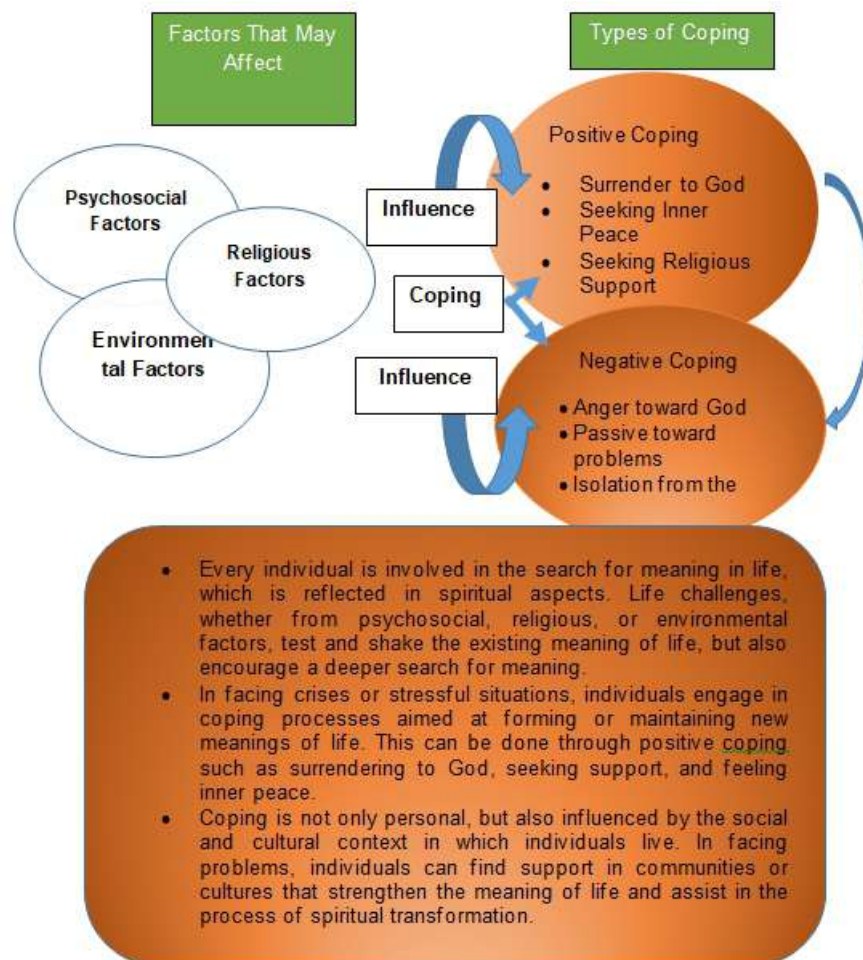 Factors That May
Affect
Types of Coping
Psychosocial
Factors
Religious
Factors
Environmen
tal Factors
Influence
Coping
Influence
Positive Coping
• Surrender to God
• Seeking Inner
Peace
• Seeking Religious
Support
Negative Coping
• Anger toward God
• Passive toward
problems
• Isolation from the
• Every individual is involved in the search for meaning in life,
which is reflected in spiritual aspects. Life challenges,
whether from psychosocial, religious, or environmental
factors, test and shake the existing meaning of life, but also
encourage a deeper search for meaning.
• In facing crises or stressful situations, individuals engage in
coping processes aimed at forming or maintaining new
meanings of life. This can be done through positive coping
such as surrendering to God, seeking support, and feeling
inner peace.
• Coping is not only personal, but also influenced by the social
and cultural context in which individuals live. In facing
problems, individuals can find support in communities or
cultures that strengthen the meaning of life and assist in the
process of spiritual transformation.